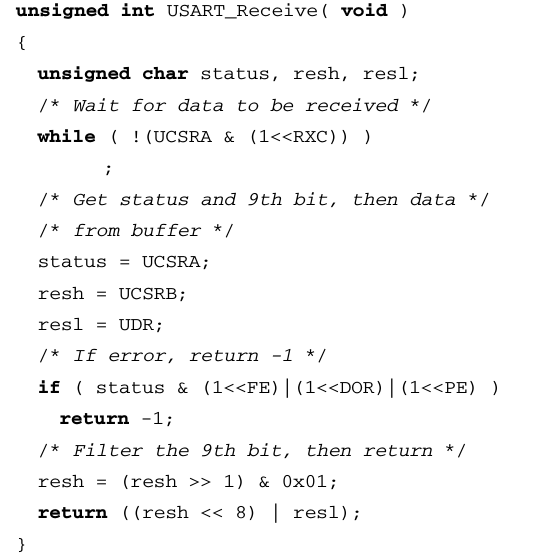 unsigned int USART_Receive( void )
{
unsigned char status, resh, resl;
/* Wait for data to be received */
while ( !(UCSRA & (1<<RXC)) )
;
/* Get status and 9th bit, then data */
/* from buffer */
status = UCSRA;
resh = UCSRB;
resl = UDR;
/* If error, return -1 */
if ( status & (1<<FE)|(1<<DOR)|(1<<PE) )
return -1;
/* Filter the 9th bit, then return */
resh = (resh >> 1) & 0x01;
return ((resh << 8) | resl);
}